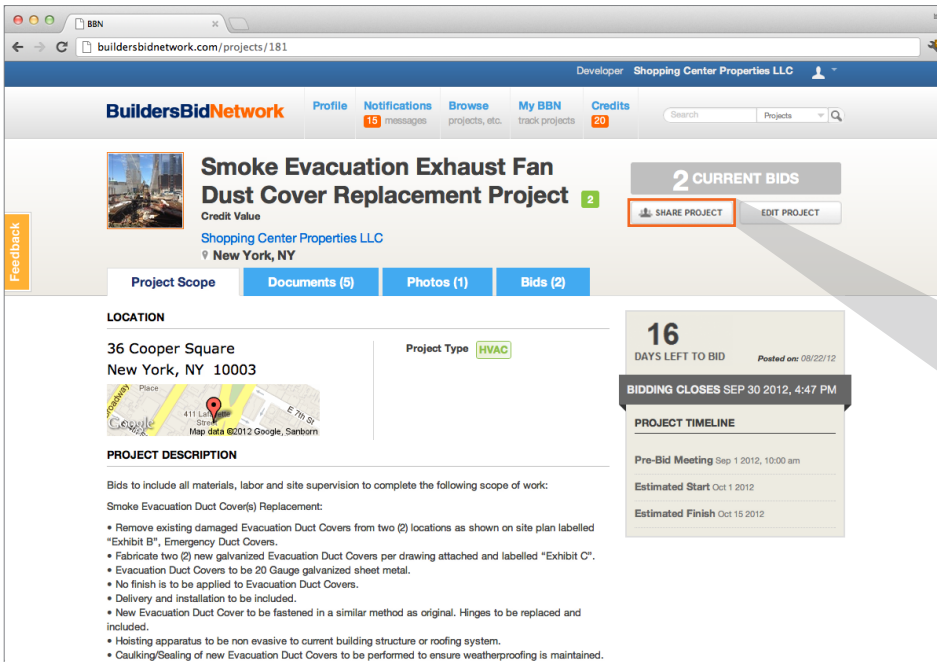 BBN
buildersbidnetwork.com/projects/181
Developer Shopping Center Properties LLC
BuildersBidNetwork
Profile
Notifications
15 messages
Browse
projects, etc.
My BBN
track projects
Credits
20
Search
Projects
Smoke Evacuation Exhaust Fan
Dust Cover Replacement Project 2
Credit Value
Shopping Center Properties LLC
New York, NY
2 CURRENT BIDS
SHARE PROJECT
EDIT PROJECT
Feedback
Project Scope
Documents (5)
Photos (1)
Bids (2)
LOCATION
36 Cooper Square
New York, NY 10003
Project Type HVAC
Place
411 Lafayette
Street
E 7th St
Google
Map data ©2012 Google, Sanborn
16
DAYS LEFT TO BID
Posted on: 08/22/12
BIDDING CLOSES SEP 30 2012, 4:47 PM
PROJECT TIMELINE
Pre-Bid Meeting Sep 1 2012, 10:00 am
Estimated Start Oct 1 2012
Estimated Finish Oct 15 2012
PROJECT DESCRIPTION
Bids to include all materials, labor and site supervision to complete the following scope of work:
Smoke Evacuation Duct Cover(s) Replacement:
• Remove existing damaged Evacuation Duct Covers from two (2) locations as shown on site plan labelled
"Exhibit B", Emergency Duct Covers.
• Fabricate two (2) new galvanized Evacuation Duct Covers per drawing attached and labelled "Exhibit C".
• Evacuation Duct Covers to be 20 Gauge galvanized sheet metal.
• No finish is to be applied to Evacuation Duct Covers.
• Delivery and installation to be included.
• New Evacuation Duct Cover to be fastened in a similar method as original. Hinges to be replaced and
included.
• Hoisting apparatus to be non evasive to current building structure or roofing system.
• Caulking/Sealing of new Evacuation Duct Covers to be performed to ensure weatherproofing is maintained.